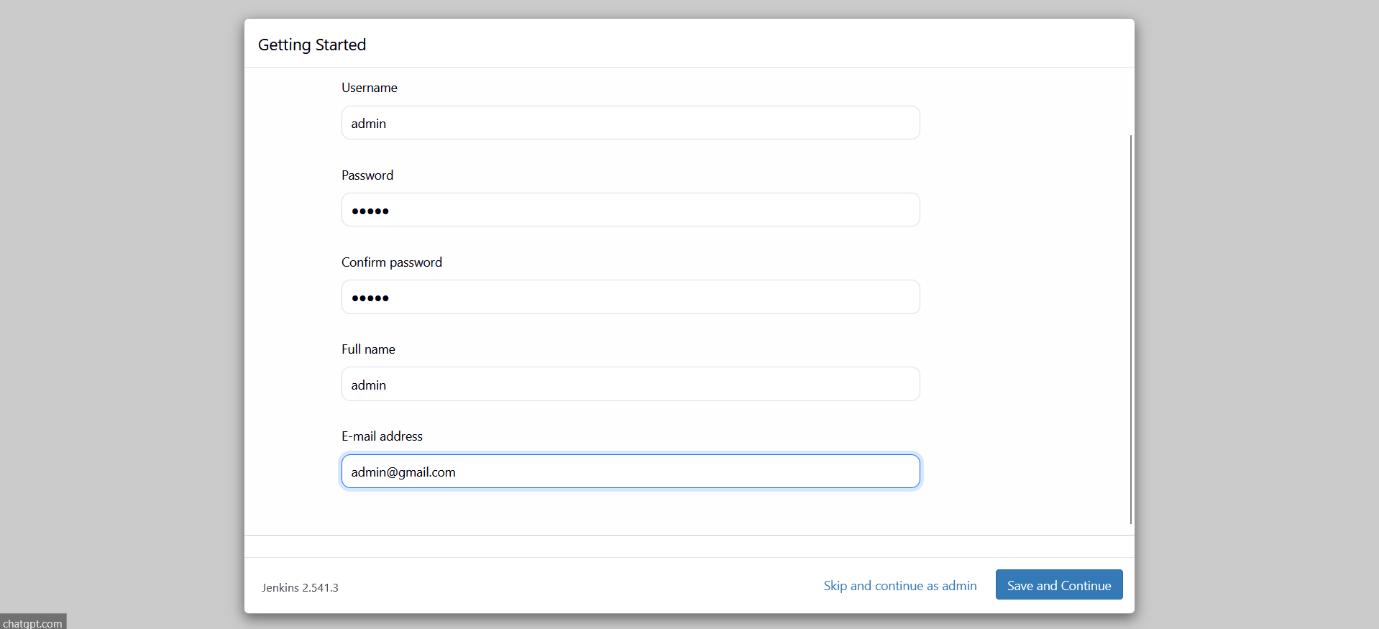 Getting Started
Username
admin
Password
•••••
Confirm password
•••••
Full name
admin
E-mail address
admin@gmail.com
Jenkins 2.541.3
Skip and continue as admin
Save and Continue
chatgpt.com